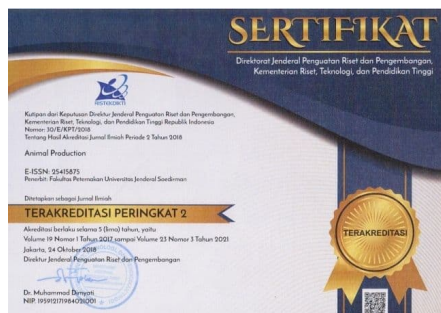 SERTIFIKAT
Direktorat Jenderal Penguatan Riset dan Pengembangan,
Kementerian Riset, Teknologi, dan Pendidikan Tinggi
RISTEKDIKTI
Kutipan dari Keputusan Direktur Jenderal Penguatan Riset dan Pengembangan,
Kementerian Riset, Teknologi, dan Pendidikan Tinggi Republik Indonesia
Nomor: 30/E/KPT/2018
Tentang Hasil Akreditasi Jurnal Ilmiah Periode 2 Tahun 2018
Animal Production
E-ISSN: 25415875
Penerbit: Fakultas Peternakan Universitas Jenderal Soedirman
Ditetapkan sebagai Jurnal Ilmiah
TERAKREDITASI PERINGKAT 2
Akreditasi berlaku selama 5 (lima) tahun, yaitu
Volume 19 Nomor 1 Tahun 2017 sampai Volume 23 Nomor 3 Tahun 2021
Jakarta, 24 Oktober 2018
Direktur Jenderal Penguatan Riset dan Pengembangan
Dr. Muhammad Dimyati
NIP. 195912171984021001
TERAKREDITASI